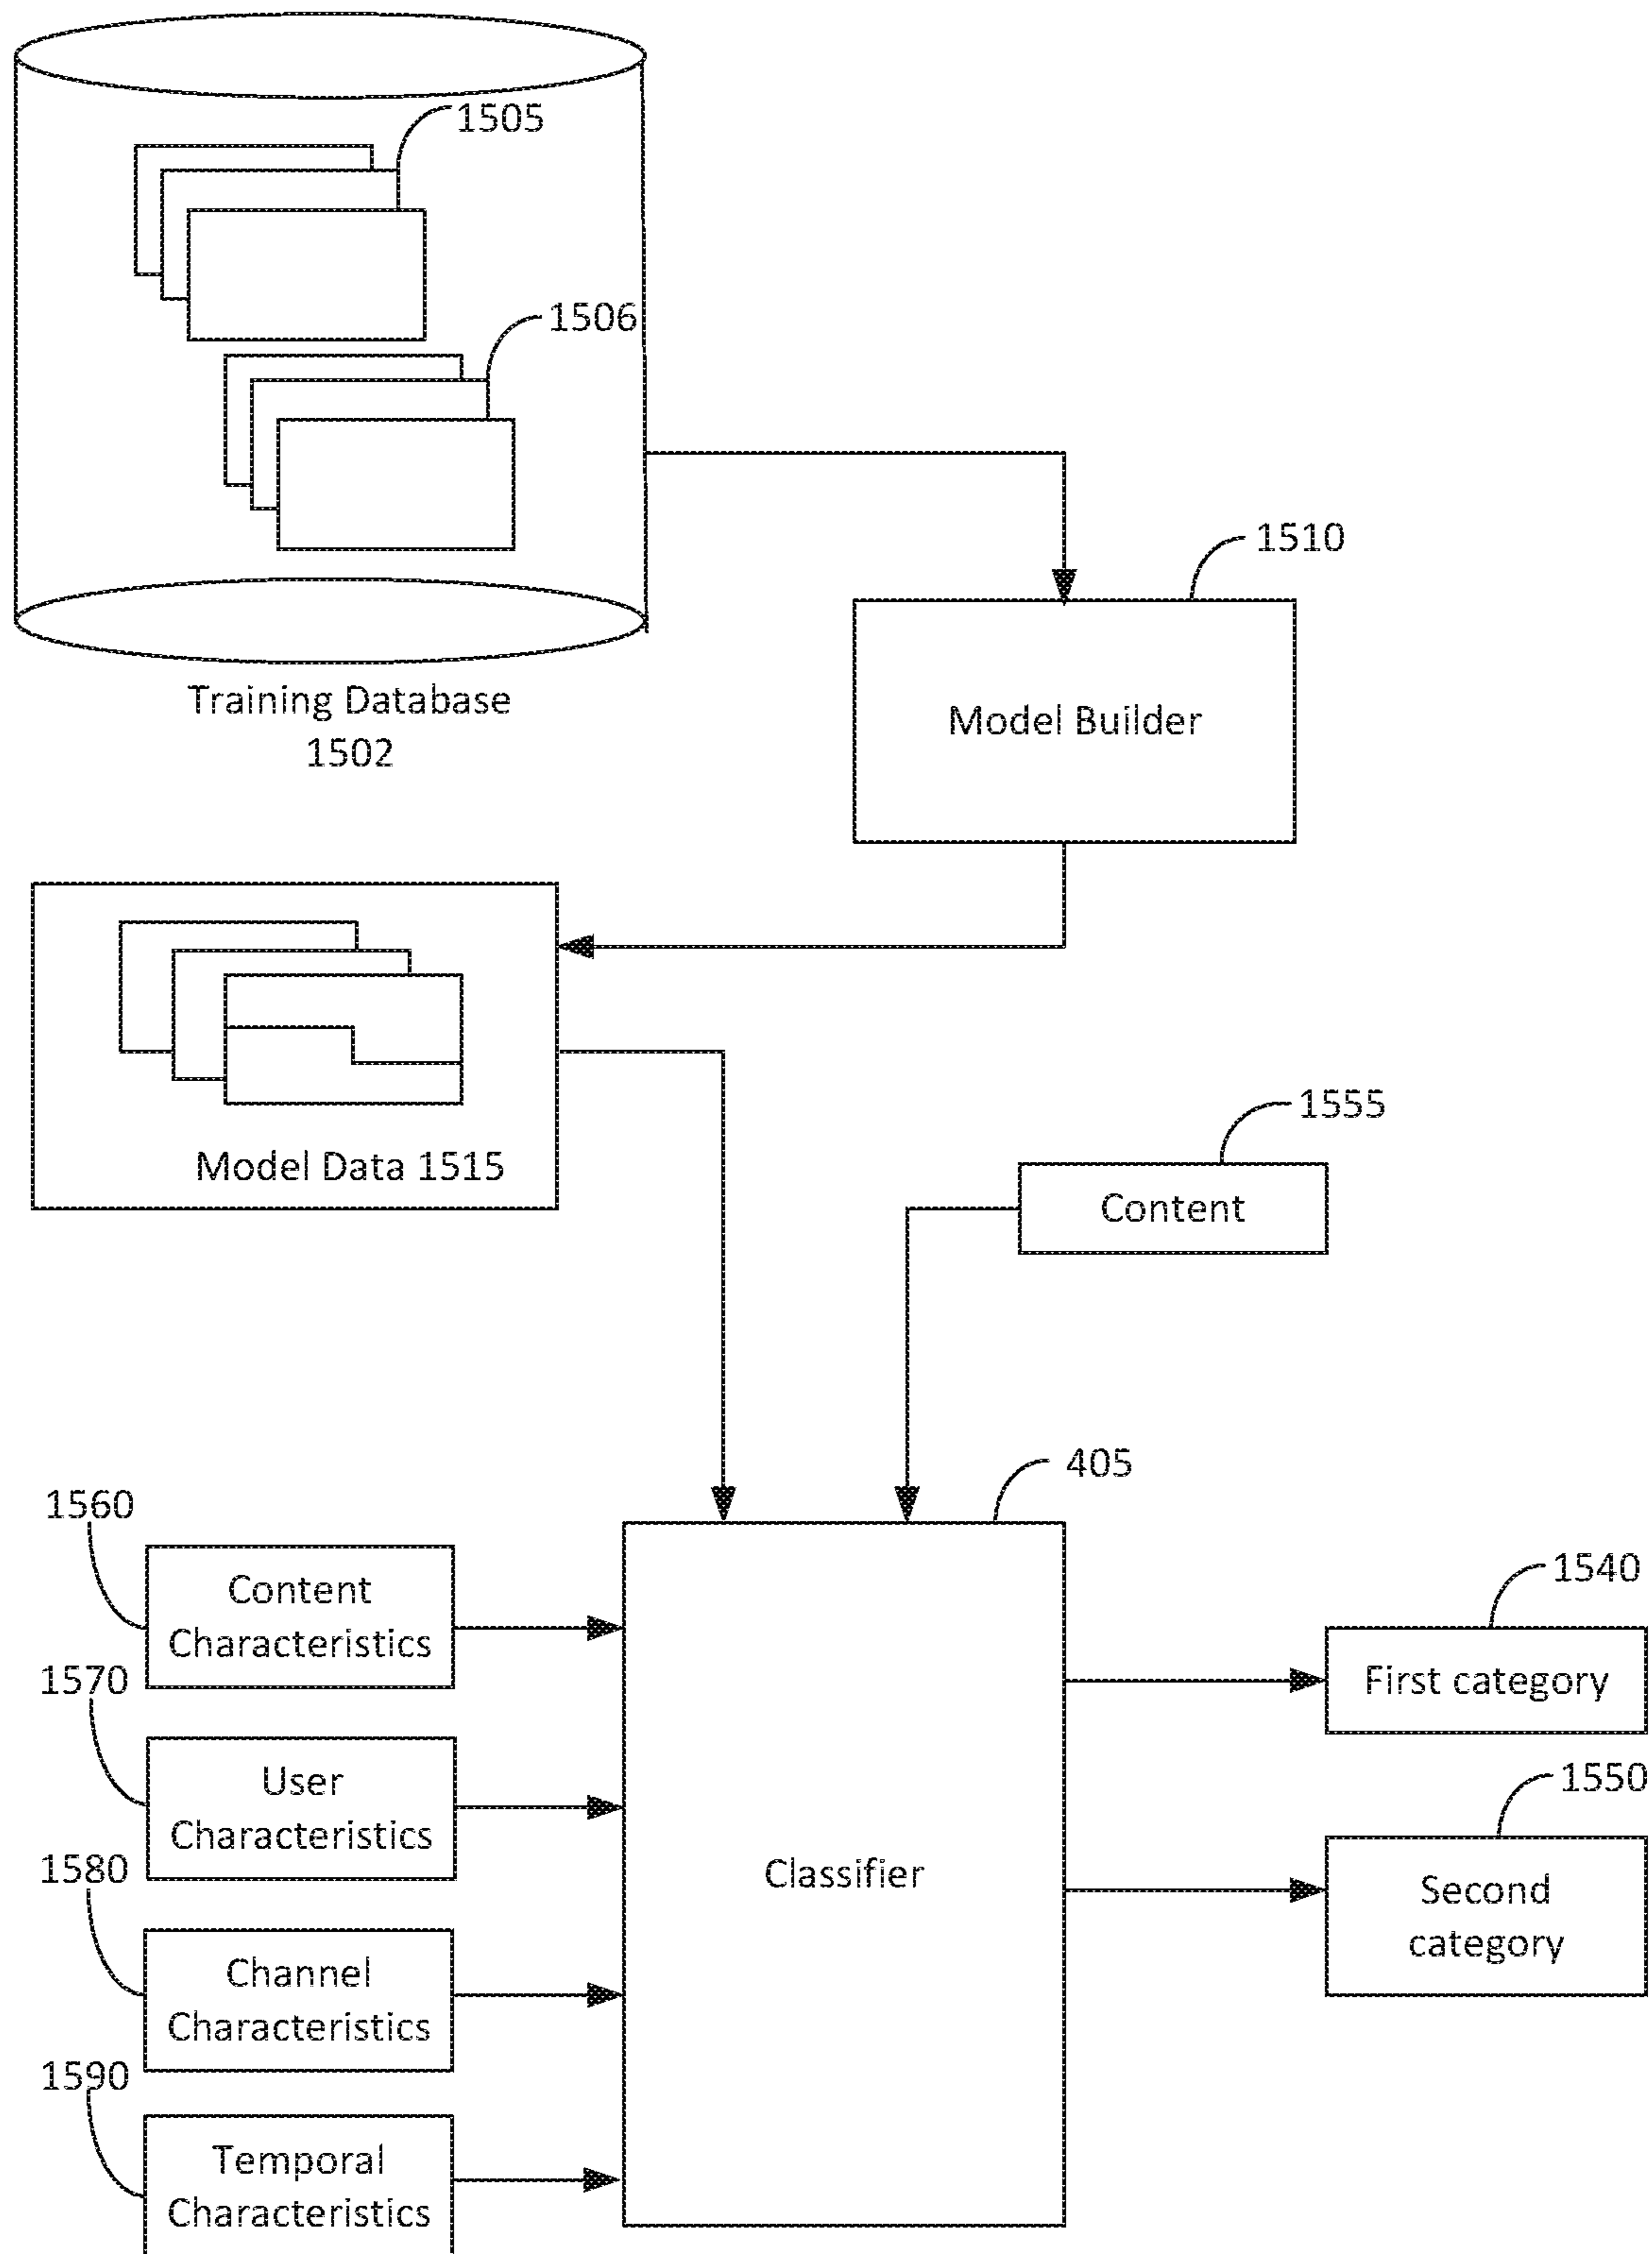 1505
1506
Training Database
1502
1510
Model Builder
Model Data 1515
1555
Content
405
1560
Content
Characteristics
1570
User
Characteristics
1580
Channel
Characteristics
1590
Temporal
Characteristics
Classifier
1540
First category
1550
Second
category